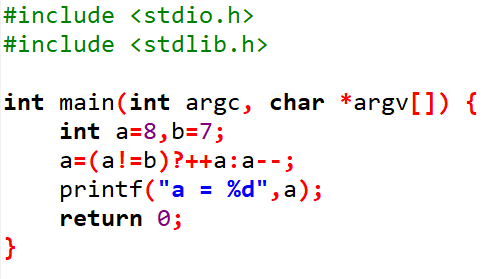 #include <stdio.h>
#include <stdlib.h>

int main(int argc, char *argv[]) {
    int a=8,b=7;
    a=(a!=b)?++a:a--;
    printf("a = %d",a);
    return 0;
}